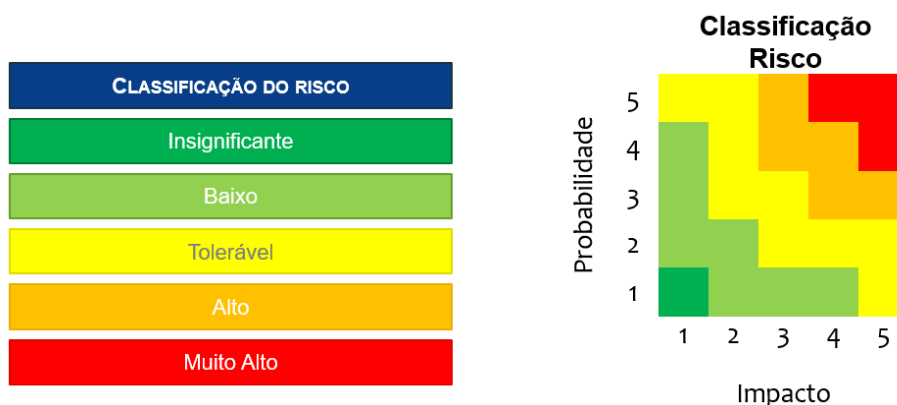 CLASSIFICAÇÃO DO RISCO
Insignificante
Baixo
Tolerável
Alto
Muito Alto
Classificação
Risco
Probabilidade
5
4
3
2
1
1 2 3 4 5
Impacto